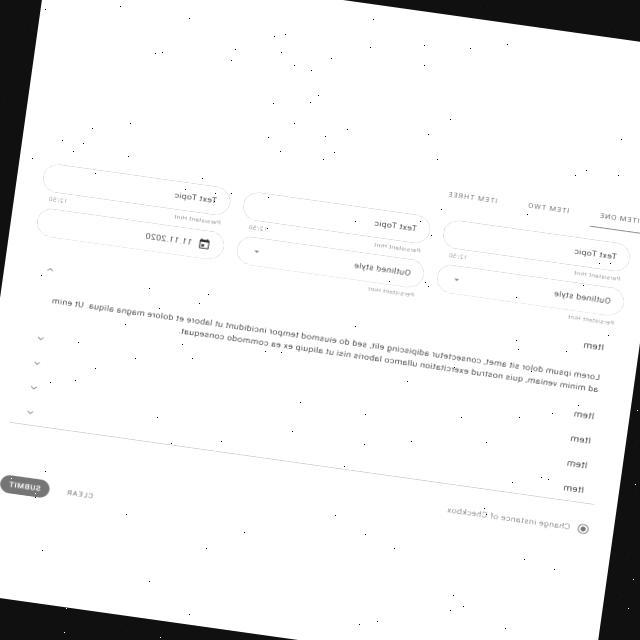 ITEM ONE ITEM TWO ITEM THREE
Text Topic Text Topic Text Topic
Persistent Hint 12/50 Persistent Hint 12/50 Persistent Hint 12/50
Outlined style Outlined style 11.11.2020
Persistent Hint Persistent Hint
Item
Lorem ipsum dolor sit amet, consectetur adipiscing elit, sed do eiusmod tempor incididunt ut labore et dolore magna aliqua. Ut enim
ad minim veniam, quis nostrud exercitation ullamco laboris nisi ut aliquip ex ea commodo consequat.
Item
Item
Item
Item
Change instance of Checkbox
CLEAR SUBMIT